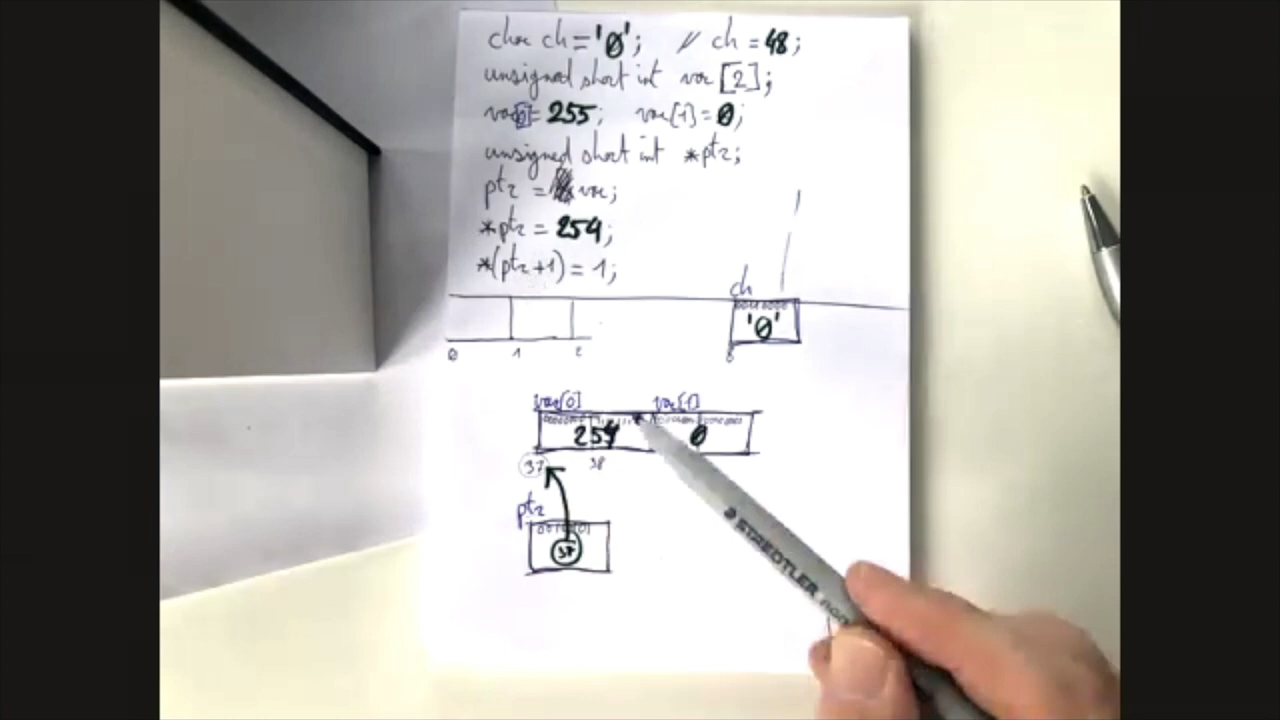 char ch = '0'; // ch = 48;
unsigned short int var [2];
var[0] = 255; var[1] = 0;
unsigned short int *ptr;
ptr = var;
*ptr = 254;
*(ptr+1) = 1;
ch
00110000
'0'
0 1 2
var[0] var[1]
254 0
37 38
ptr
37
STAEDTLER